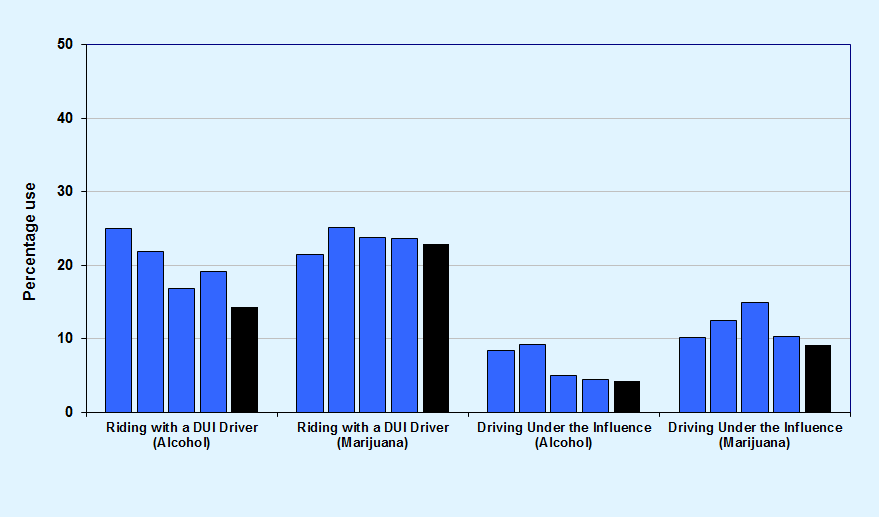 50
40
30
20
10
0
Percentage use
Riding with a DUI Driver
(Alcohol)
Riding with a DUI Driver
(Marijuana)
Driving Under the Influence
(Alcohol)
Driving Under the Influence
(Marijuana)